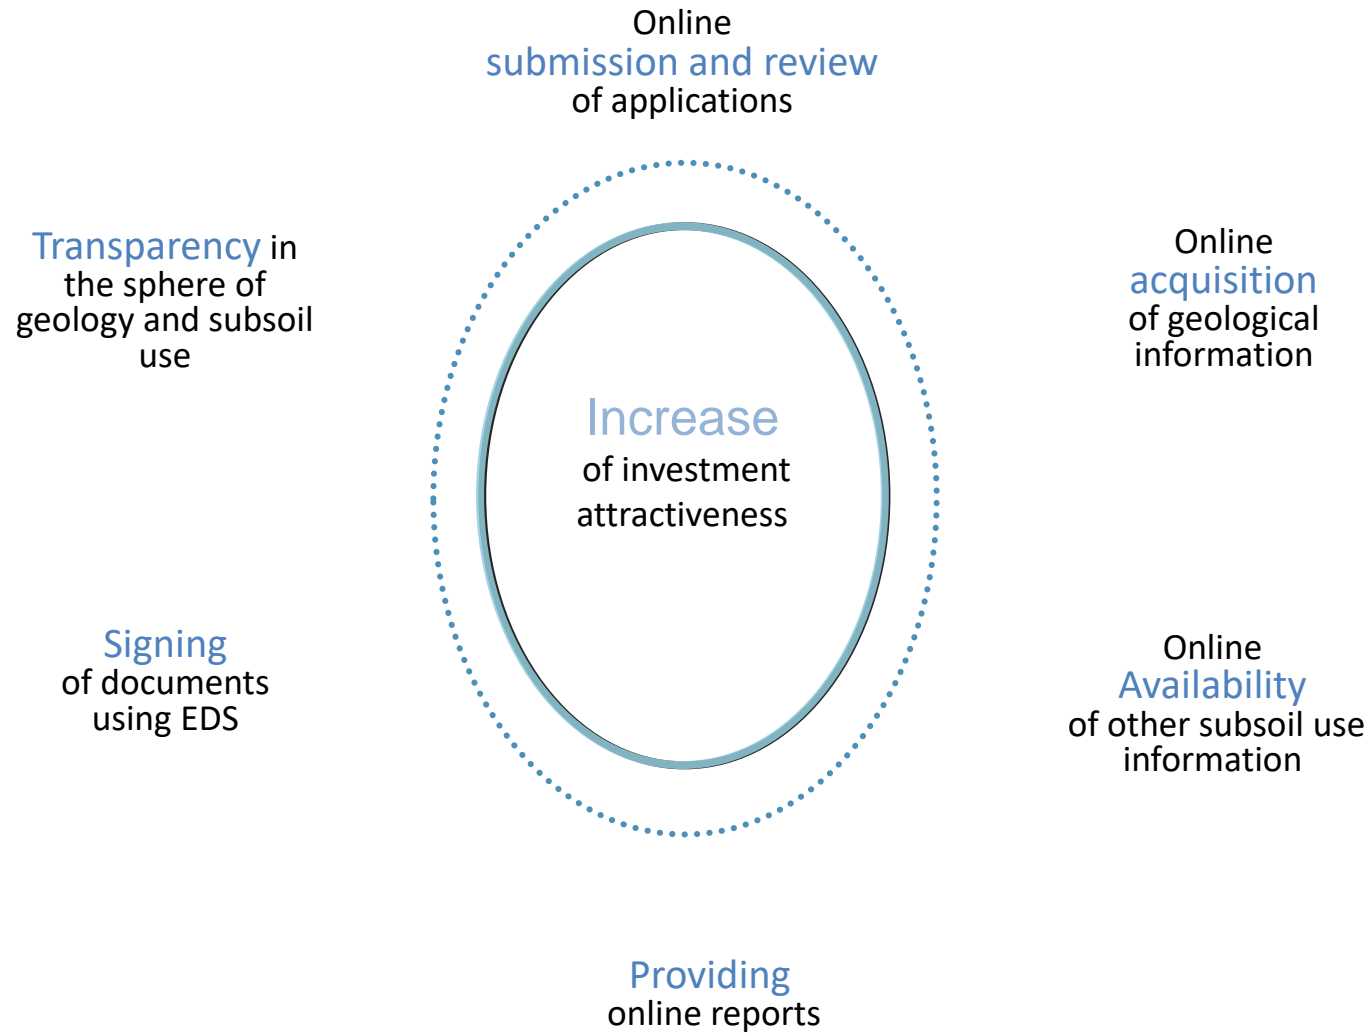 Online
submission and review
of applications
Transparency in
the sphere of
geology and subsoil
use
Online
acquisition
of geological
information
Increase
of investment
attractiveness
Signing
of documents
using EDS
Online
Availability
of other subsoil use
information
Providing
online reports